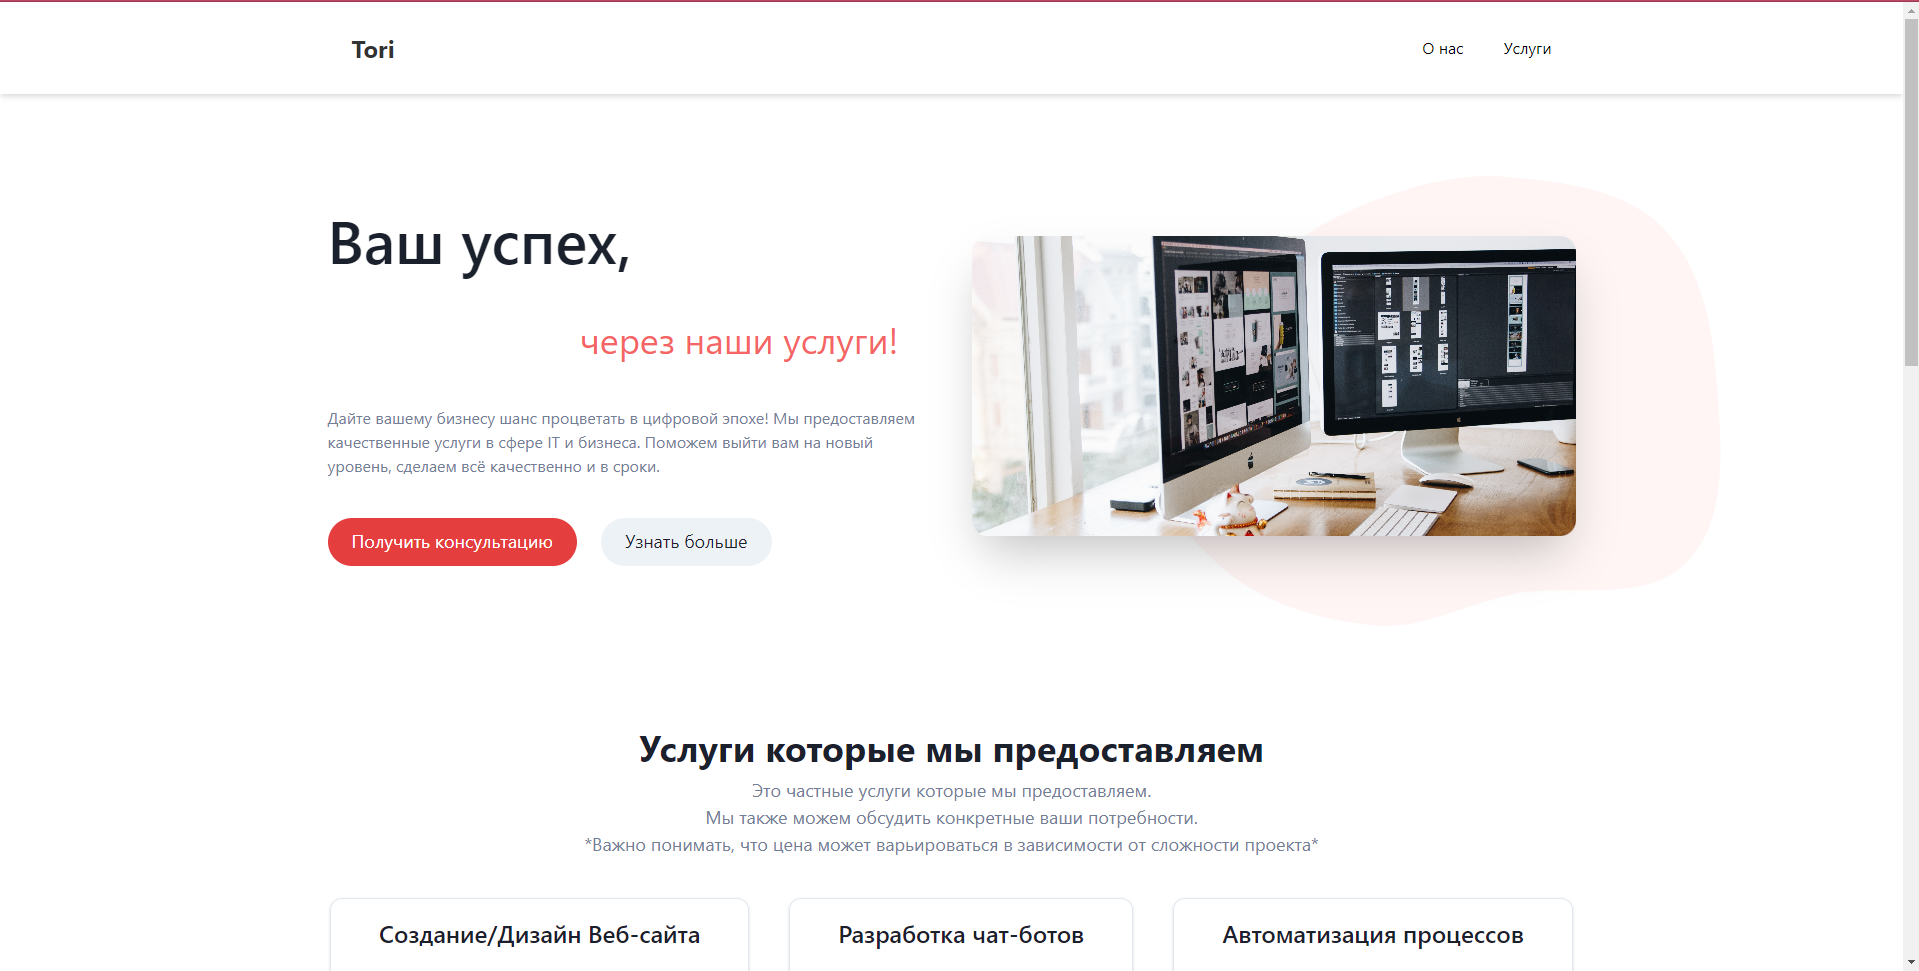 Tori
О нас
Услуги
Ваш успех,
через наши услуги!
Дайте вашему бизнесу шанс процветать в цифровой эпохе! Мы предоставляем
качественные услуги в сфере IT и бизнеса. Поможем выйти вам на новый
уровень, сделаем всё качественно и в сроки.
Получить консультацию
Узнать больше
Услуги которые мы предоставляем
Это частные услуги которые мы предоставляем.
Мы также можем обсудить конкретные ваши потребности.
*Важно понимать, что цена может варьироваться в зависимости от сложности проекта*
Создание/Дизайн Веб-сайта
Разработка чат-ботов
Автоматизация процессов